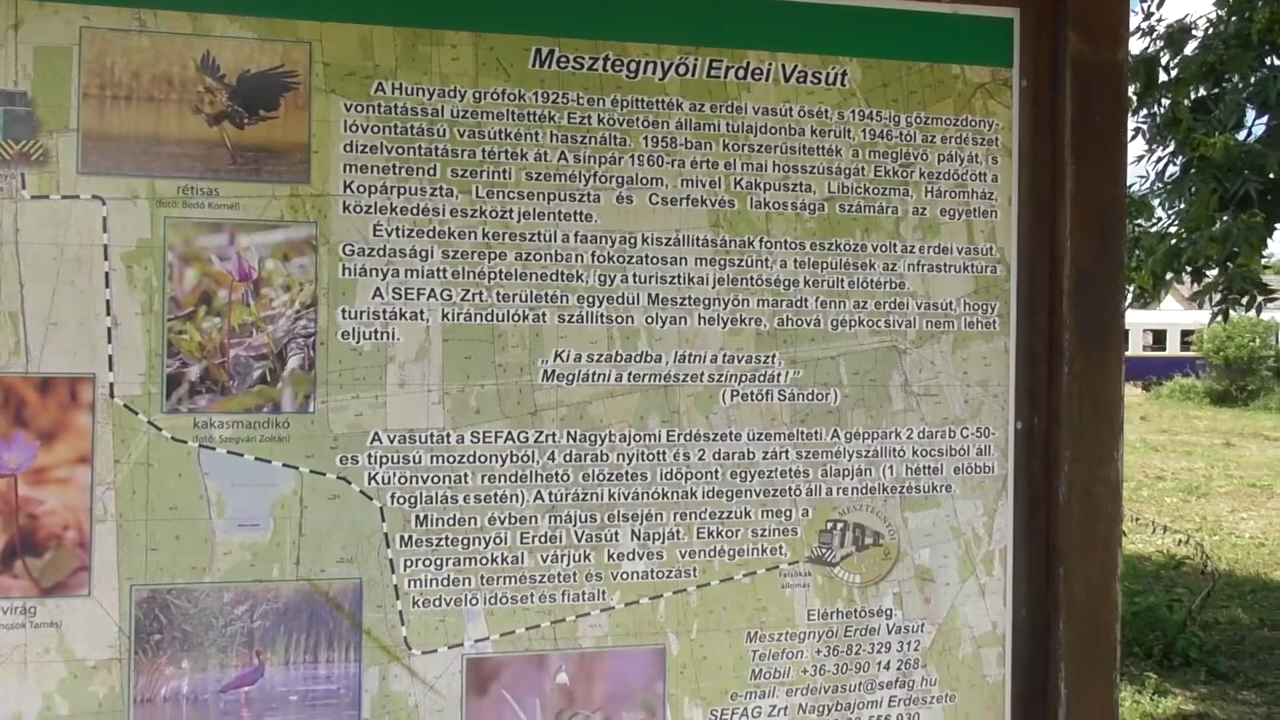 Mesztegnyői Erdei Vasút
A Hunyady grófok 1925-ben építtették az erdei vasút ősét, s 1945-ig gőzmozdony-
vontatással üzemeltették. Ezt követően állami tulajdonba került, 1946-tól az erdészet
lóvontatású vasútként használta. 1958-ban korszerűsítették a meglévő pályát, s
dízelvontatásra tértek át. A sínpár 1960-ra érte el mai hosszúságát. Ekkor kezdődött a
menetrend szerinti személyforgalom, mivel Kakpuszta, Libickozma, Háromház,
Kopárpuszta, Lencsenpuszta és Cserfekvés lakossága számára az egyetlen
közlekedési eszközt jelentette.
Évtizedeken keresztül a faanyag kiszállításának fontos eszköze volt az erdei vasút.
Gazdasági szerepe azonban fokozatosan megszűnt, a települések az infrastruktúra
hiánya miatt elnéptelenedtek, így a turisztikai jelentősége került előtérbe.
A SEFAG Zrt. területén egyedül Mesztegnyőn maradt fenn az erdei vasút, hogy
turistákat, kirándulókat szállítson olyan helyekre, ahová gépkocsival nem lehet
eljutni.
„Ki a szabadba, látni a tavaszt,
Meglátni a természet színpadát!"
(Petőfi Sándor)
A vasutat a SEFAG Zrt. Nagybajomi Erdészete üzemelteti. A géppark 2 darab C-50-
es típusú mozdonyból, 4 darab nyitott és 2 darab zárt személyszállító kocsiból áll.
Különvonat rendelhető előzetes időpont egyeztetés alapján (1 héttel előbbi
foglalás esetén). A túrázni kívánóknak idegenvezető áll a rendelkezésükre.
Minden évben május elsején rendezzük meg a
Mesztegnyői Erdei Vasút Napját. Ekkor színes
programokkal várjuk kedves vendégeinket,
minden természetet és vonatozást
kedvelő időset és fiatalt.
MESZTEGNYŐI
Felsőkak
állomás
Elérhetőség:
Mesztegnyői Erdei Vasút
Telefon: +36-82-329 312
Mobil: +36-30-90 14 268
e-mail: erdeivasut@sefag.hu
SEFAG Zrt. Nagybajomi Erdészete
556 930
rétisas
(fotó: Bedő Kornél)
kakasmandikó
(fotó: Szegvári Zoltán)
virág
ncsok Tamás)